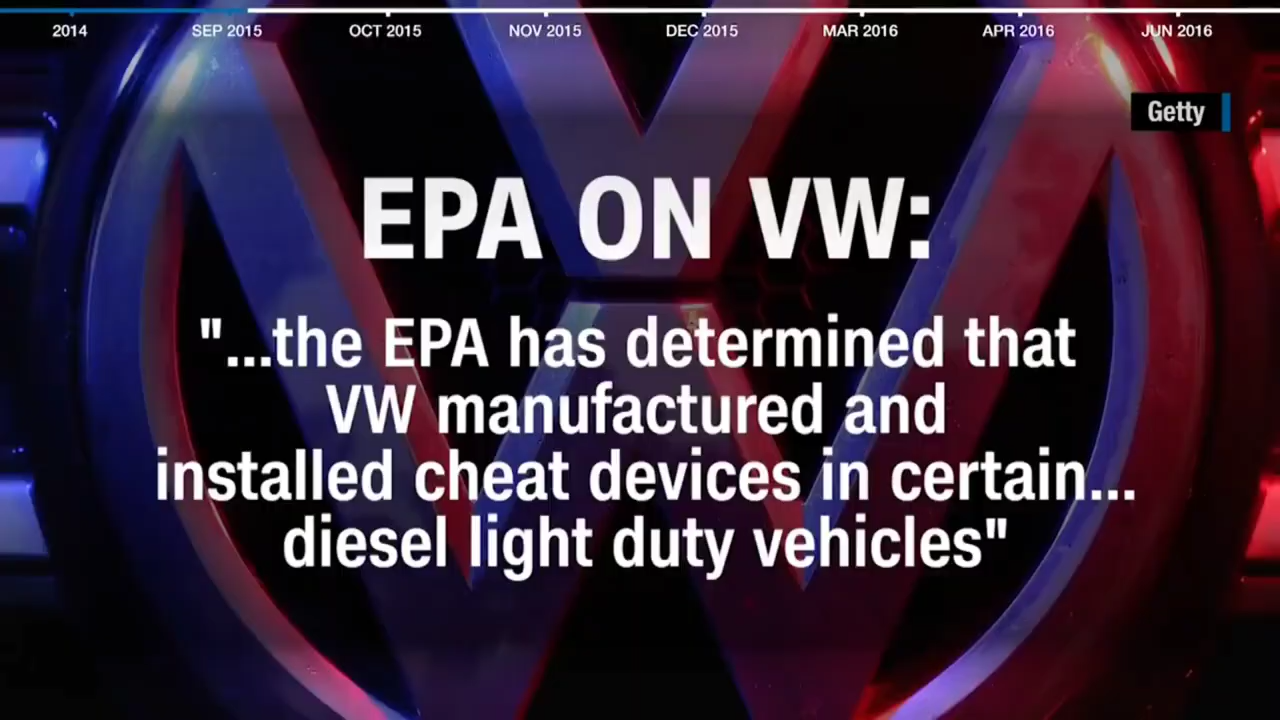 2014 SEP 2015 OCT 2015 NOV 2015 DEC 2015 MAR 2016 APR 2016 JUN 2016
Getty
EPA ON VW:
"...the EPA has determined that
VW manufactured and
installed cheat devices in certain...
diesel light duty vehicles"